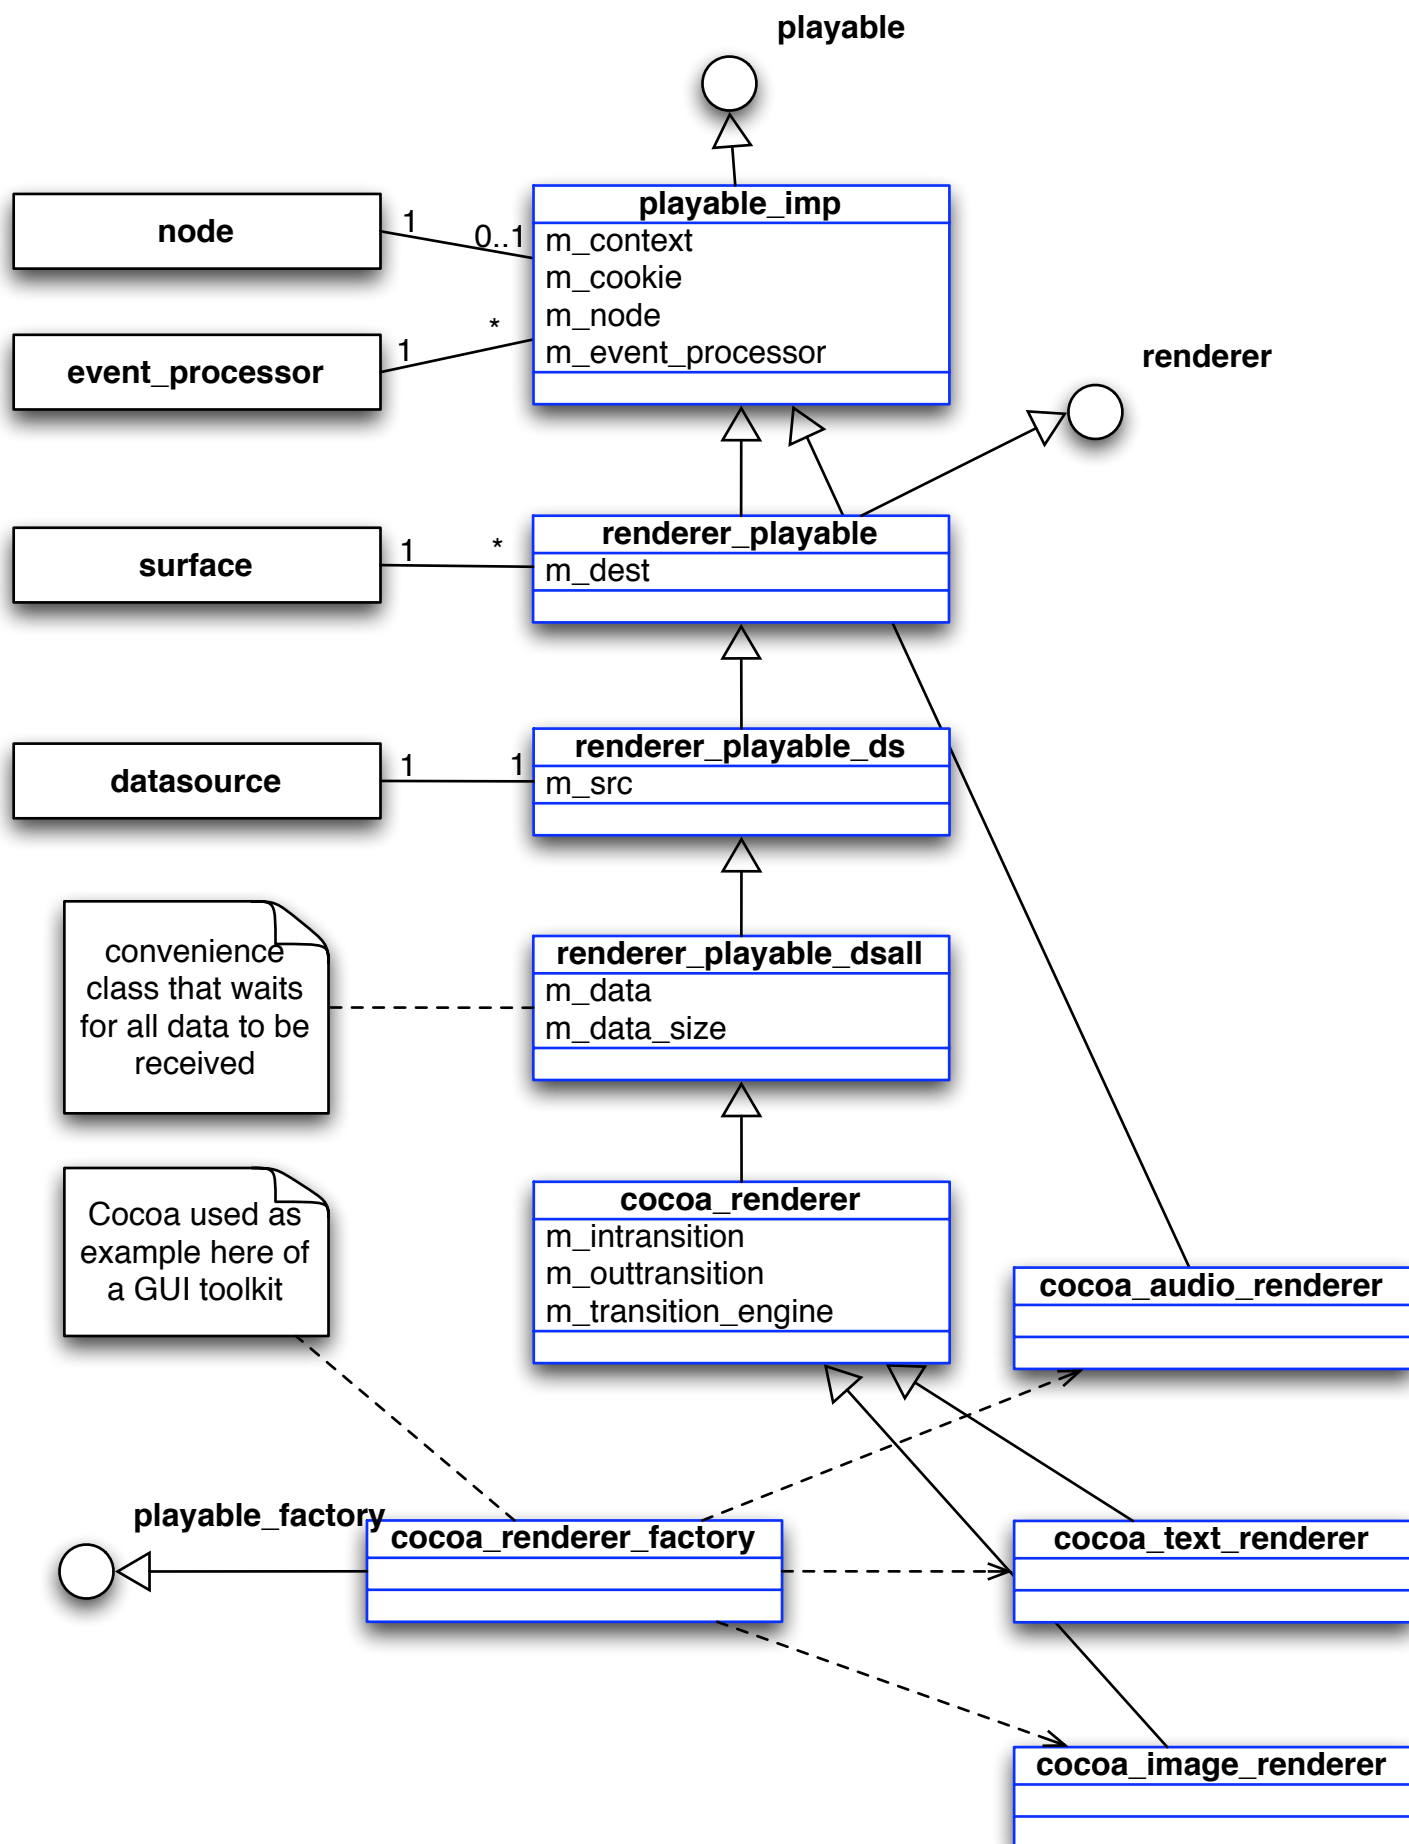 playable
playable_imp
node
1
0..1
m_context
m_cookie
m_node
event_processor
1
*
m_event_processor
renderer
renderer_playable
surface
1
*
m_dest
renderer_playable_ds
datasource
1
1
m_src
convenience
class that waits
for all data to be
received
renderer_playable_dsall
m_data
m_data_size
Cocoa used as
example here of
a GUI toolkit
cocoa_renderer
m_intransition
m_outtransition
m_transition_engine
cocoa_audio_renderer
playable_factory
cocoa_renderer_factory
cocoa_text_renderer
cocoa_image_renderer